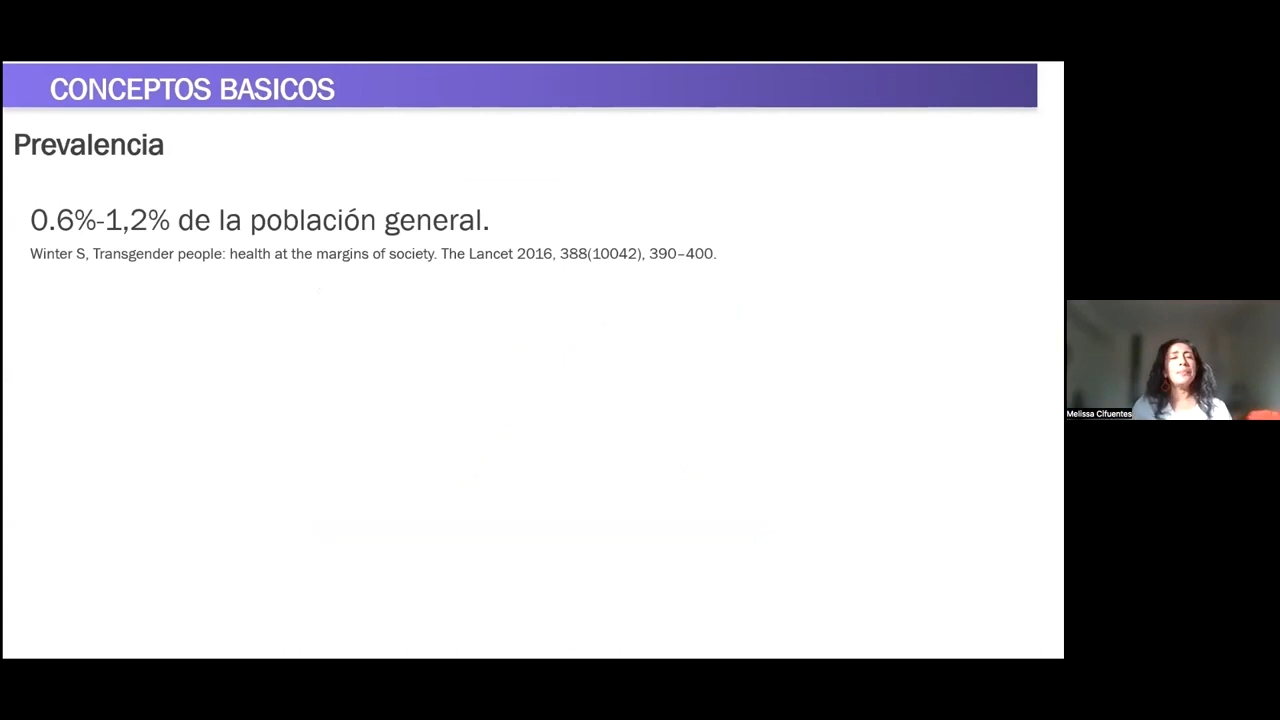 CONCEPTOS BASICOS
Prevalencia
0.6%-1,2% de la población general.
Winter S, Transgender people: health at the margins of society. The Lancet 2016, 388(10042), 390–400.
Melissa Cifuentes